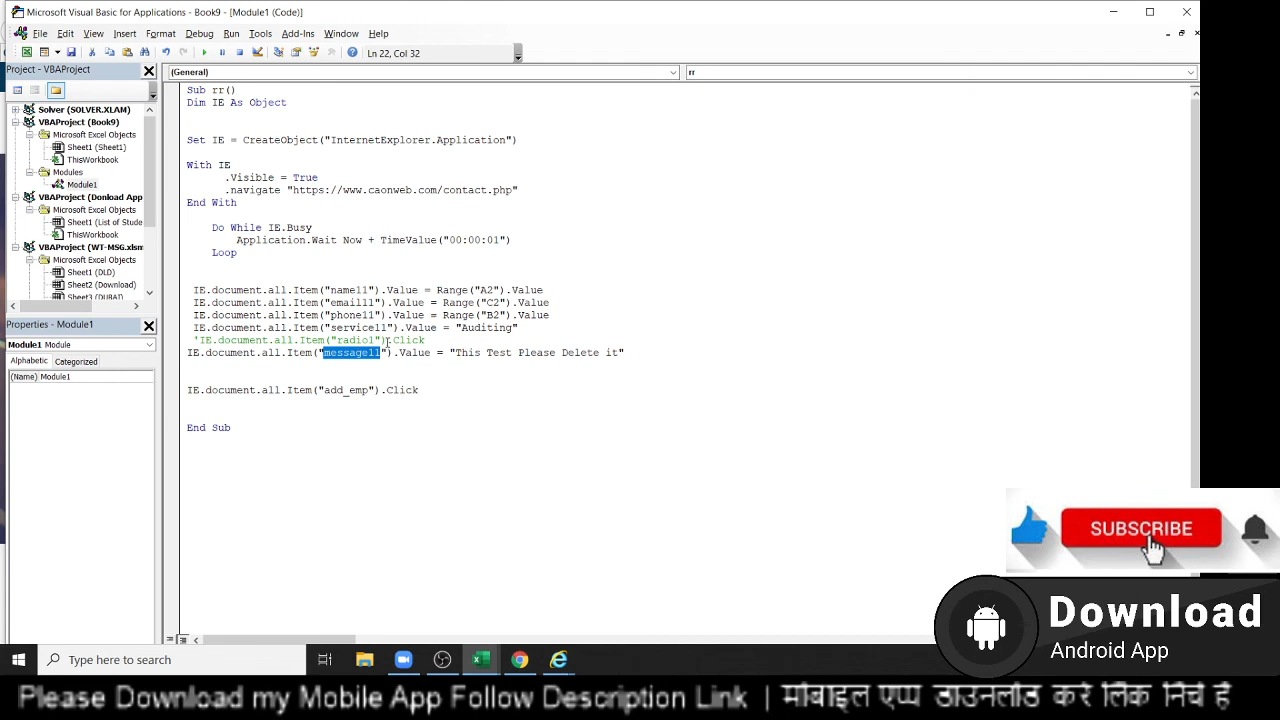 Microsoft Visual Basic for Applications - Book9 - [Module1 (Code)]
File Edit View Insert Format Debug Run Tools Add-Ins Window Help
Ln 22, Col 32
Project - VBAProject
(General)
rr
Solver (SOLVER.XLAM)
VBAProject (Book9)
Microsoft Excel Objects
Sheet1 (Sheet1)
ThisWorkbook
Modules
Module1
VBAProject (Donload App
Microsoft Excel Objects
Sheet1 (List of Stude
ThisWorkbook
VBAProject (WT-MSG.xlsm
Microsoft Excel Objects
Sheet1 (DLD)
Sheet2 (Download)
Sheet3 (DUBAI)
Properties - Module1
Module1 Module
Alphabetic Categorized
(Name) Module1
Sub rr()
Dim IE As Object
Set IE = CreateObject("InternetExplorer.Application")
With IE
.Visible = True
.navigate "https://www.caonweb.com/contact.php"
End With
Do While IE.Busy
Application.Wait Now + TimeValue("00:00:01")
Loop
IE.document.all.Item("name11").Value = Range("A2").Value
IE.document.all.Item("email11").Value = Range("C2").Value
IE.document.all.Item("phone11").Value = Range("B2").Value
IE.document.all.Item("service11").Value = "Auditing"
'IE.document.all.Item("radio1").Click
IE.document.all.Item("message11").Value = "This Test Please Delete it"
IE.document.all.Item("add_emp").Click
End Sub
SUBSCRIBE
Download
Android App
Type here to search
Please Download my Mobile App Follow Description Link | मोबाइल एप्प डाउनलोड करे लिंक निचे है